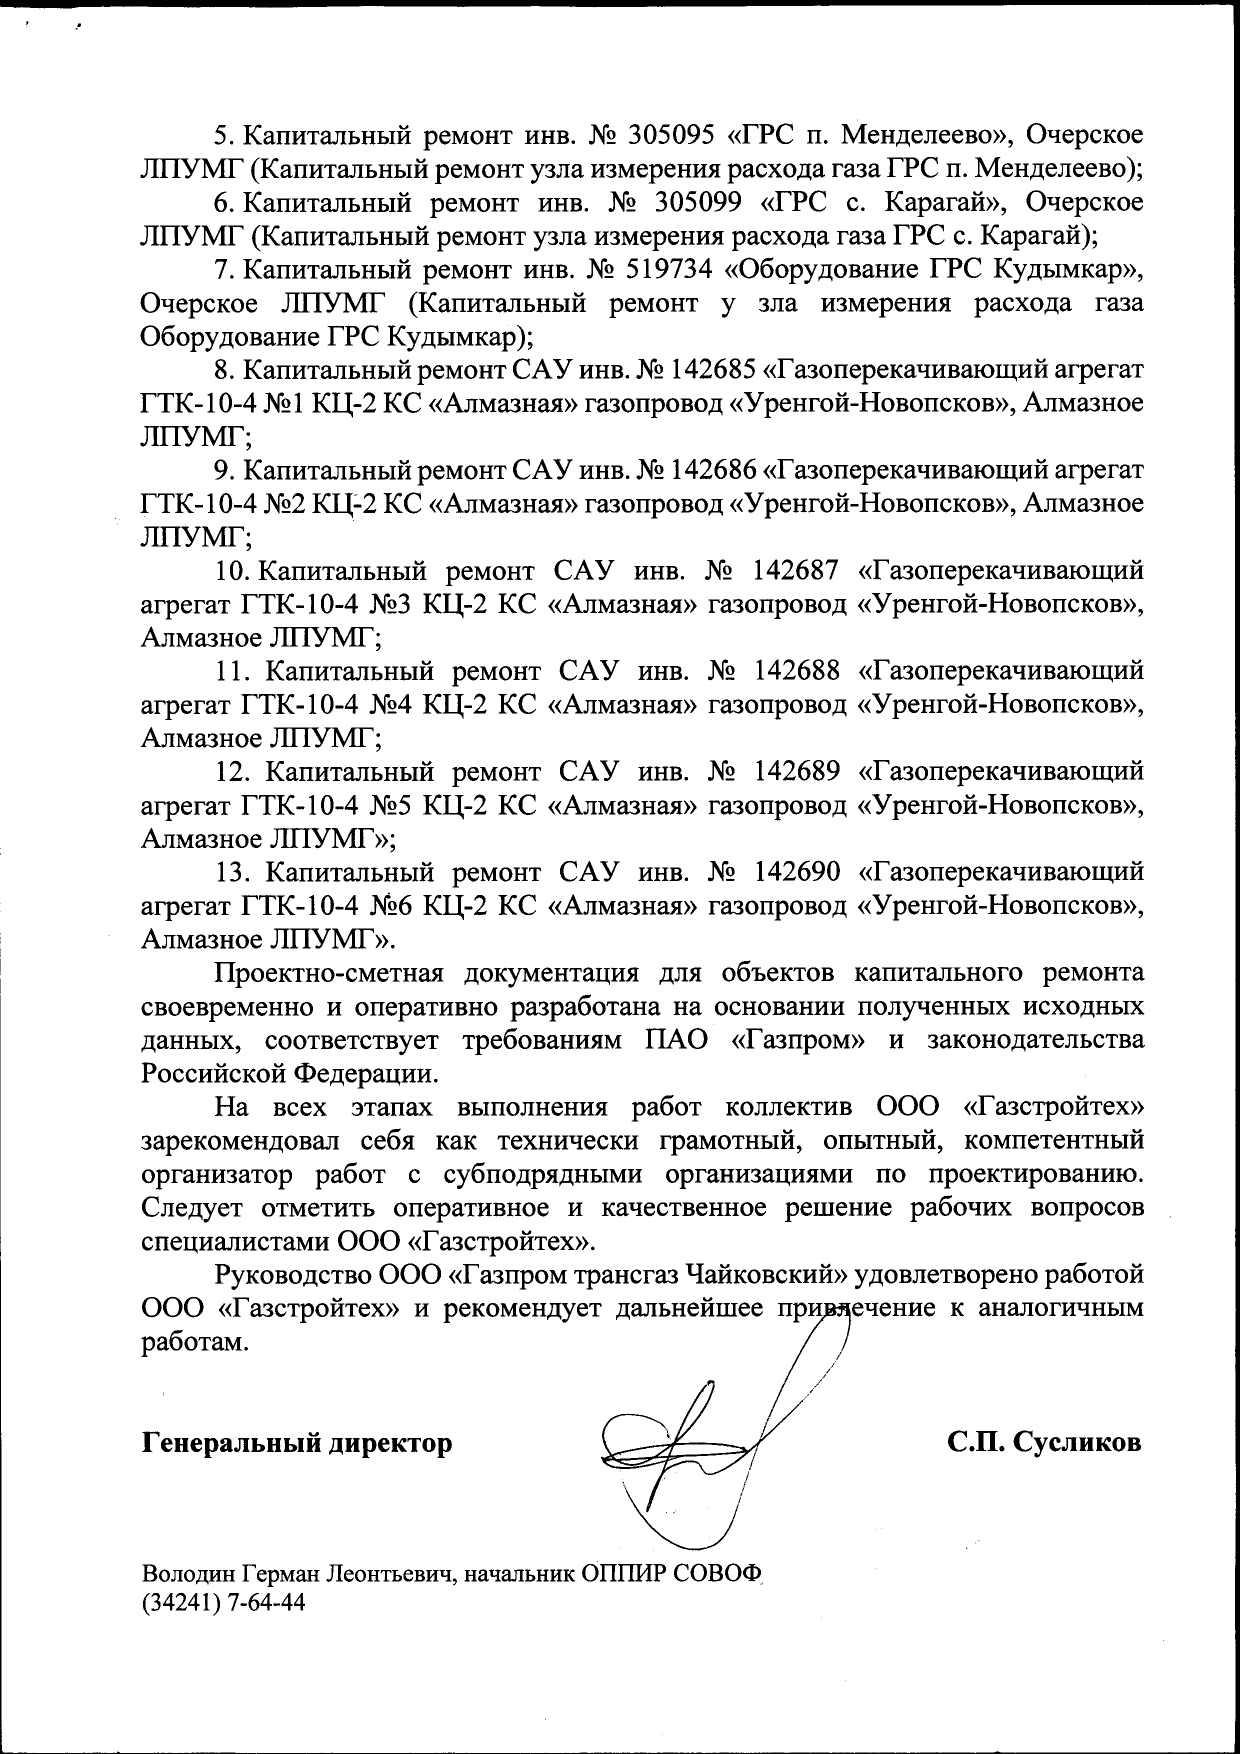 5. Капитальный ремонт инв. № 305095 «ГРС п. Менделеево», Очерское
ЛПУМГ (Капитальный ремонт узла измерения расхода газа ГРС п. Менделеево);
6. Капитальный ремонт инв. № 305099 «ГРС с. Карагай», Очерское
ЛПУМГ (Капитальный ремонт узла измерения расхода газа ГРС с. Карагай);
7. Капитальный ремонт инв. № 519734 «Оборудование ГРС Кудымкар»,
Очерское ЛПУМГ (Капитальный ремонт у зла измерения расхода газа
Оборудование ГРС Кудымкар);
8. Капитальный ремонт САУ инв. № 142685 «Газоперекачивающий агрегат
ГТК-10-4 №1 КЦ-2 КС «Алмазная» газопровод «Уренгой-Новопсков», Алмазное
ЛПУМГ;
9. Капитальный ремонт САУ инв. № 142686 «Газоперекачивающий агрегат
ГТК-10-4 №2 КЦ-2 КС «Алмазная» газопровод «Уренгой-Новопсков», Алмазное
ЛПУМГ;
10. Капитальный ремонт САУ инв. № 142687 «Газоперекачивающий
агрегат ГТК-10-4 №3 КЦ-2 КС «Алмазная» газопровод «Уренгой-Новопсков»,
Алмазное ЛПУМГ;
11. Капитальный ремонт САУ инв. № 142688 «Газоперекачивающий
агрегат ГТК-10-4 №4 КЦ-2 КС «Алмазная» газопровод «Уренгой-Новопсков»,
Алмазное ЛПУМГ;
12. Капитальный ремонт САУ инв. № 142689 «Газоперекачивающий
агрегат ГТК-10-4 №5 КЦ-2 КС «Алмазная» газопровод «Уренгой-Новопсков»,
Алмазное ЛПУМГ»;
13. Капитальный ремонт САУ инв. № 142690 «Газоперекачивающий
агрегат ГТК-10-4 №6 КЦ-2 КС «Алмазная» газопровод «Уренгой-Новопсков»,
Алмазное ЛПУМГ».
Проектно-сметная документация для объектов капитального ремонта
своевременно и оперативно разработана на основании полученных исходных
данных, соответствует требованиям ПАО «Газпром» и законодательства
Российской Федерации.
На всех этапах выполнения работ коллектив ООО «Газстройтех»
зарекомендовал себя как технически грамотный, опытный, компетентный
организатор работ с субподрядными организациями по проектированию.
Следует отметить оперативное и качественное решение рабочих вопросов
специалистами ООО «Газстройтех».
Руководство ООО «Газпром трансгаз Чайковский» удовлетворено работой
ООО «Газстройтех» и рекомендует дальнейшее привлечение к аналогичным
работам.
Генеральный директор С.П. Сусликов
Володин Герман Леонтьевич, начальник ОППИР СОВОФ
(34241) 7-64-44